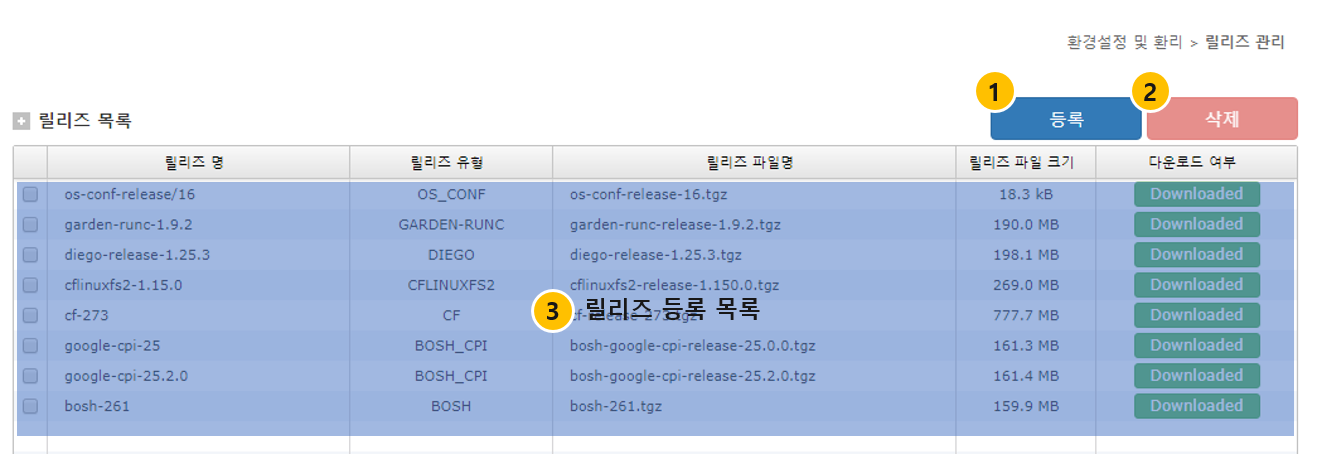 환경설정 및 환리 > 릴리즈 관리
1 2
릴리즈 목록 등록 삭제
릴리즈 명 릴리즈 유형 릴리즈 파일명 릴리즈 파일 크기 다운로드 여부
os-conf-release/16 OS_CONF os-conf-release-16.tgz 18.3 kB Downloaded
garden-runc-1.9.2 GARDEN-RUNC garden-runc-release-1.9.2.tgz 190.0 MB Downloaded
diego-release-1.25.3 DIEGO diego-release-1.25.3.tgz 198.1 MB Downloaded
cflinuxfs2-1.15.0 CFLINUXFS2 cflinuxfs2-release-1.150.0.tgz 269.0 MB Downloaded
3 릴리즈 등록 목록
cf-273 CF cf-release-273.tgz 777.7 MB Downloaded
google-cpi-25 BOSH_CPI bosh-google-cpi-release-25.0.0.tgz 161.3 MB Downloaded
google-cpi-25.2.0 BOSH_CPI bosh-google-cpi-release-25.2.0.tgz 161.4 MB Downloaded
bosh-261 BOSH bosh-261.tgz 159.9 MB Downloaded